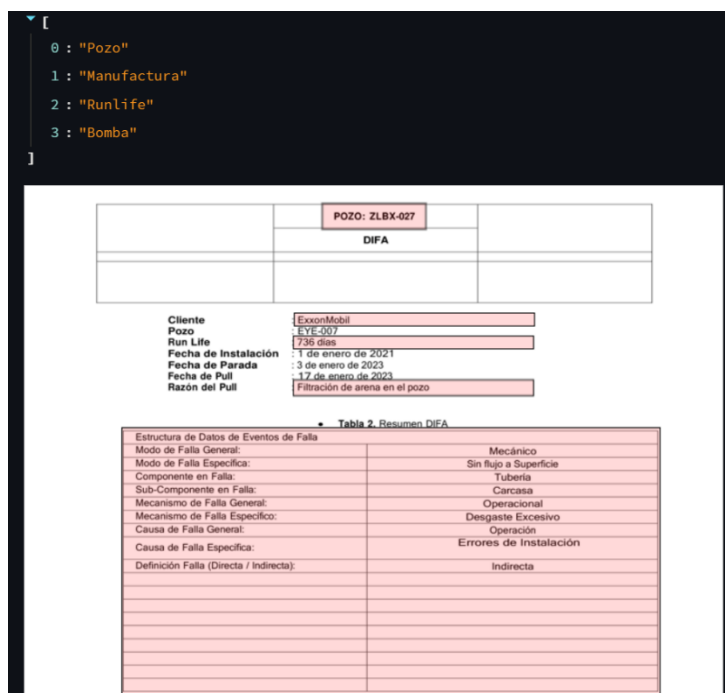 [
0 : "Pozo"
1 : "Manufactura"
2 : "Runlife"
3 : "Bomba"
]
POZO: ZLBX-027
DIFA
Cliente : ExxonMobil
Pozo : EYE-007
Run Life : 736 días
Fecha de Instalación : 1 de enero de 2021
Fecha de Parada : 3 de enero de 2023
Fecha de Pull : 17 de enero de 2023
Razón del Pull : Filtración de arena en el pozo
• Tabla 2. Resumen DIFA
Estructura de Datos de Eventos de Falla
Modo de Falla General: Mecánico
Modo de Falla Especifica: Sin flujo a Superficie
Componente en Falla: Tubería
Sub-Componente en Falla: Carcasa
Mecanismo de Falla General: Operacional
Mecanismo de Falla Especifico: Desgaste Excesivo
Causa de Falla General: Operación
Causa de Falla Especifica: Errores de Instalación
Definición Falla (Directa / Indirecta): Indirecta